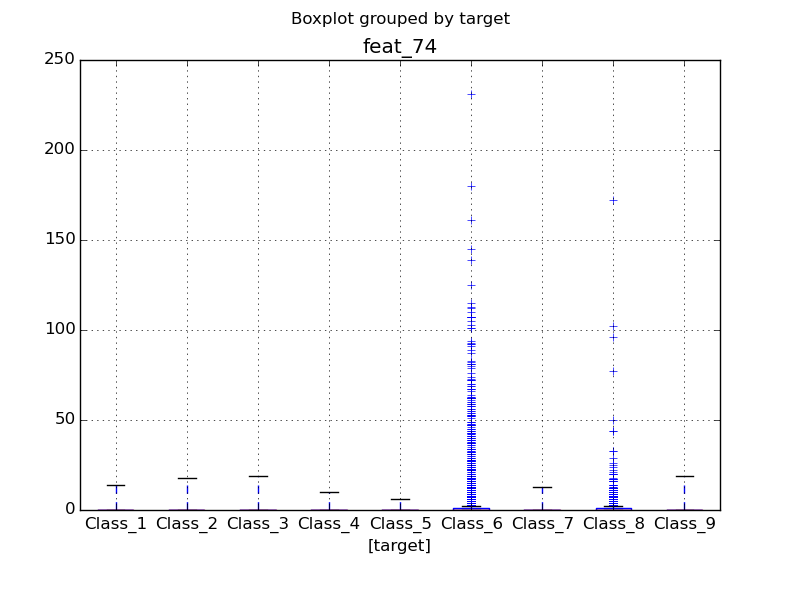 Boxplot grouped by target
feat_74
250
200
150
100
50
0
Class_1 Class_2 Class_3 Class_4 Class_5 Class_6 Class_7 Class_8 Class_9
[target]